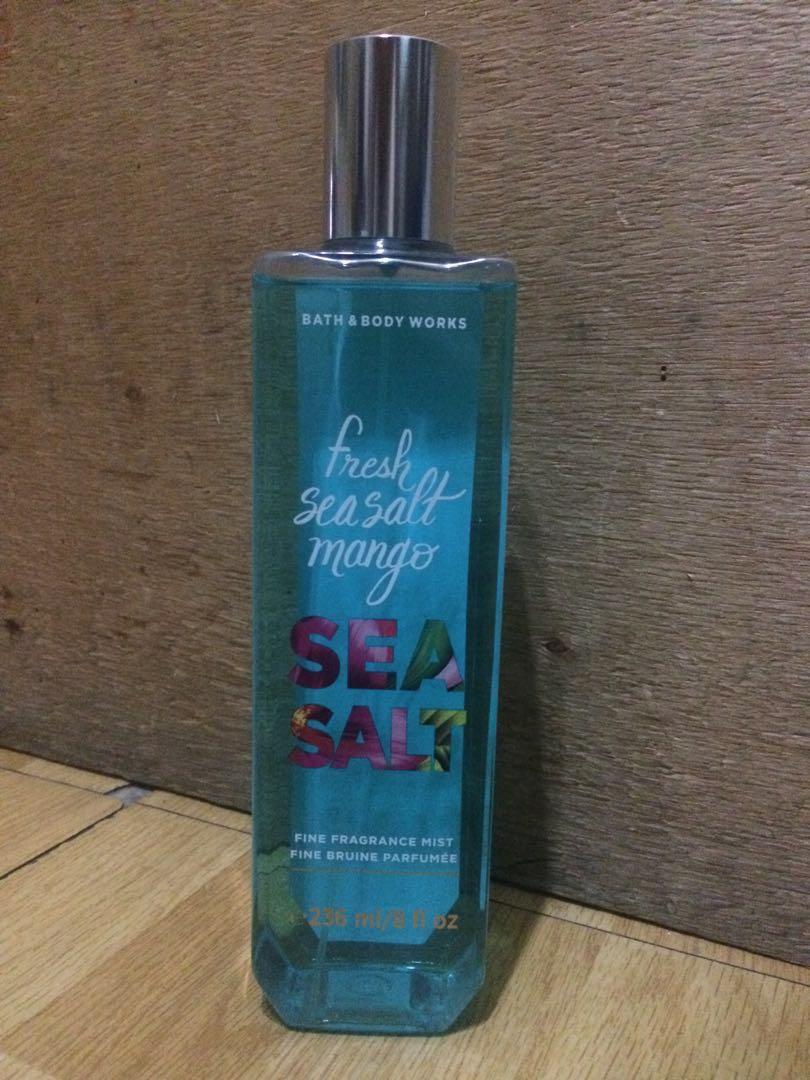 BATH & BODY WORKS
fresh
sea salt
mango
SEA
SALT
FINE FRAGRANCE MIST
FINE BRUINE PARFUMÉE
236 ml/8 fl oz